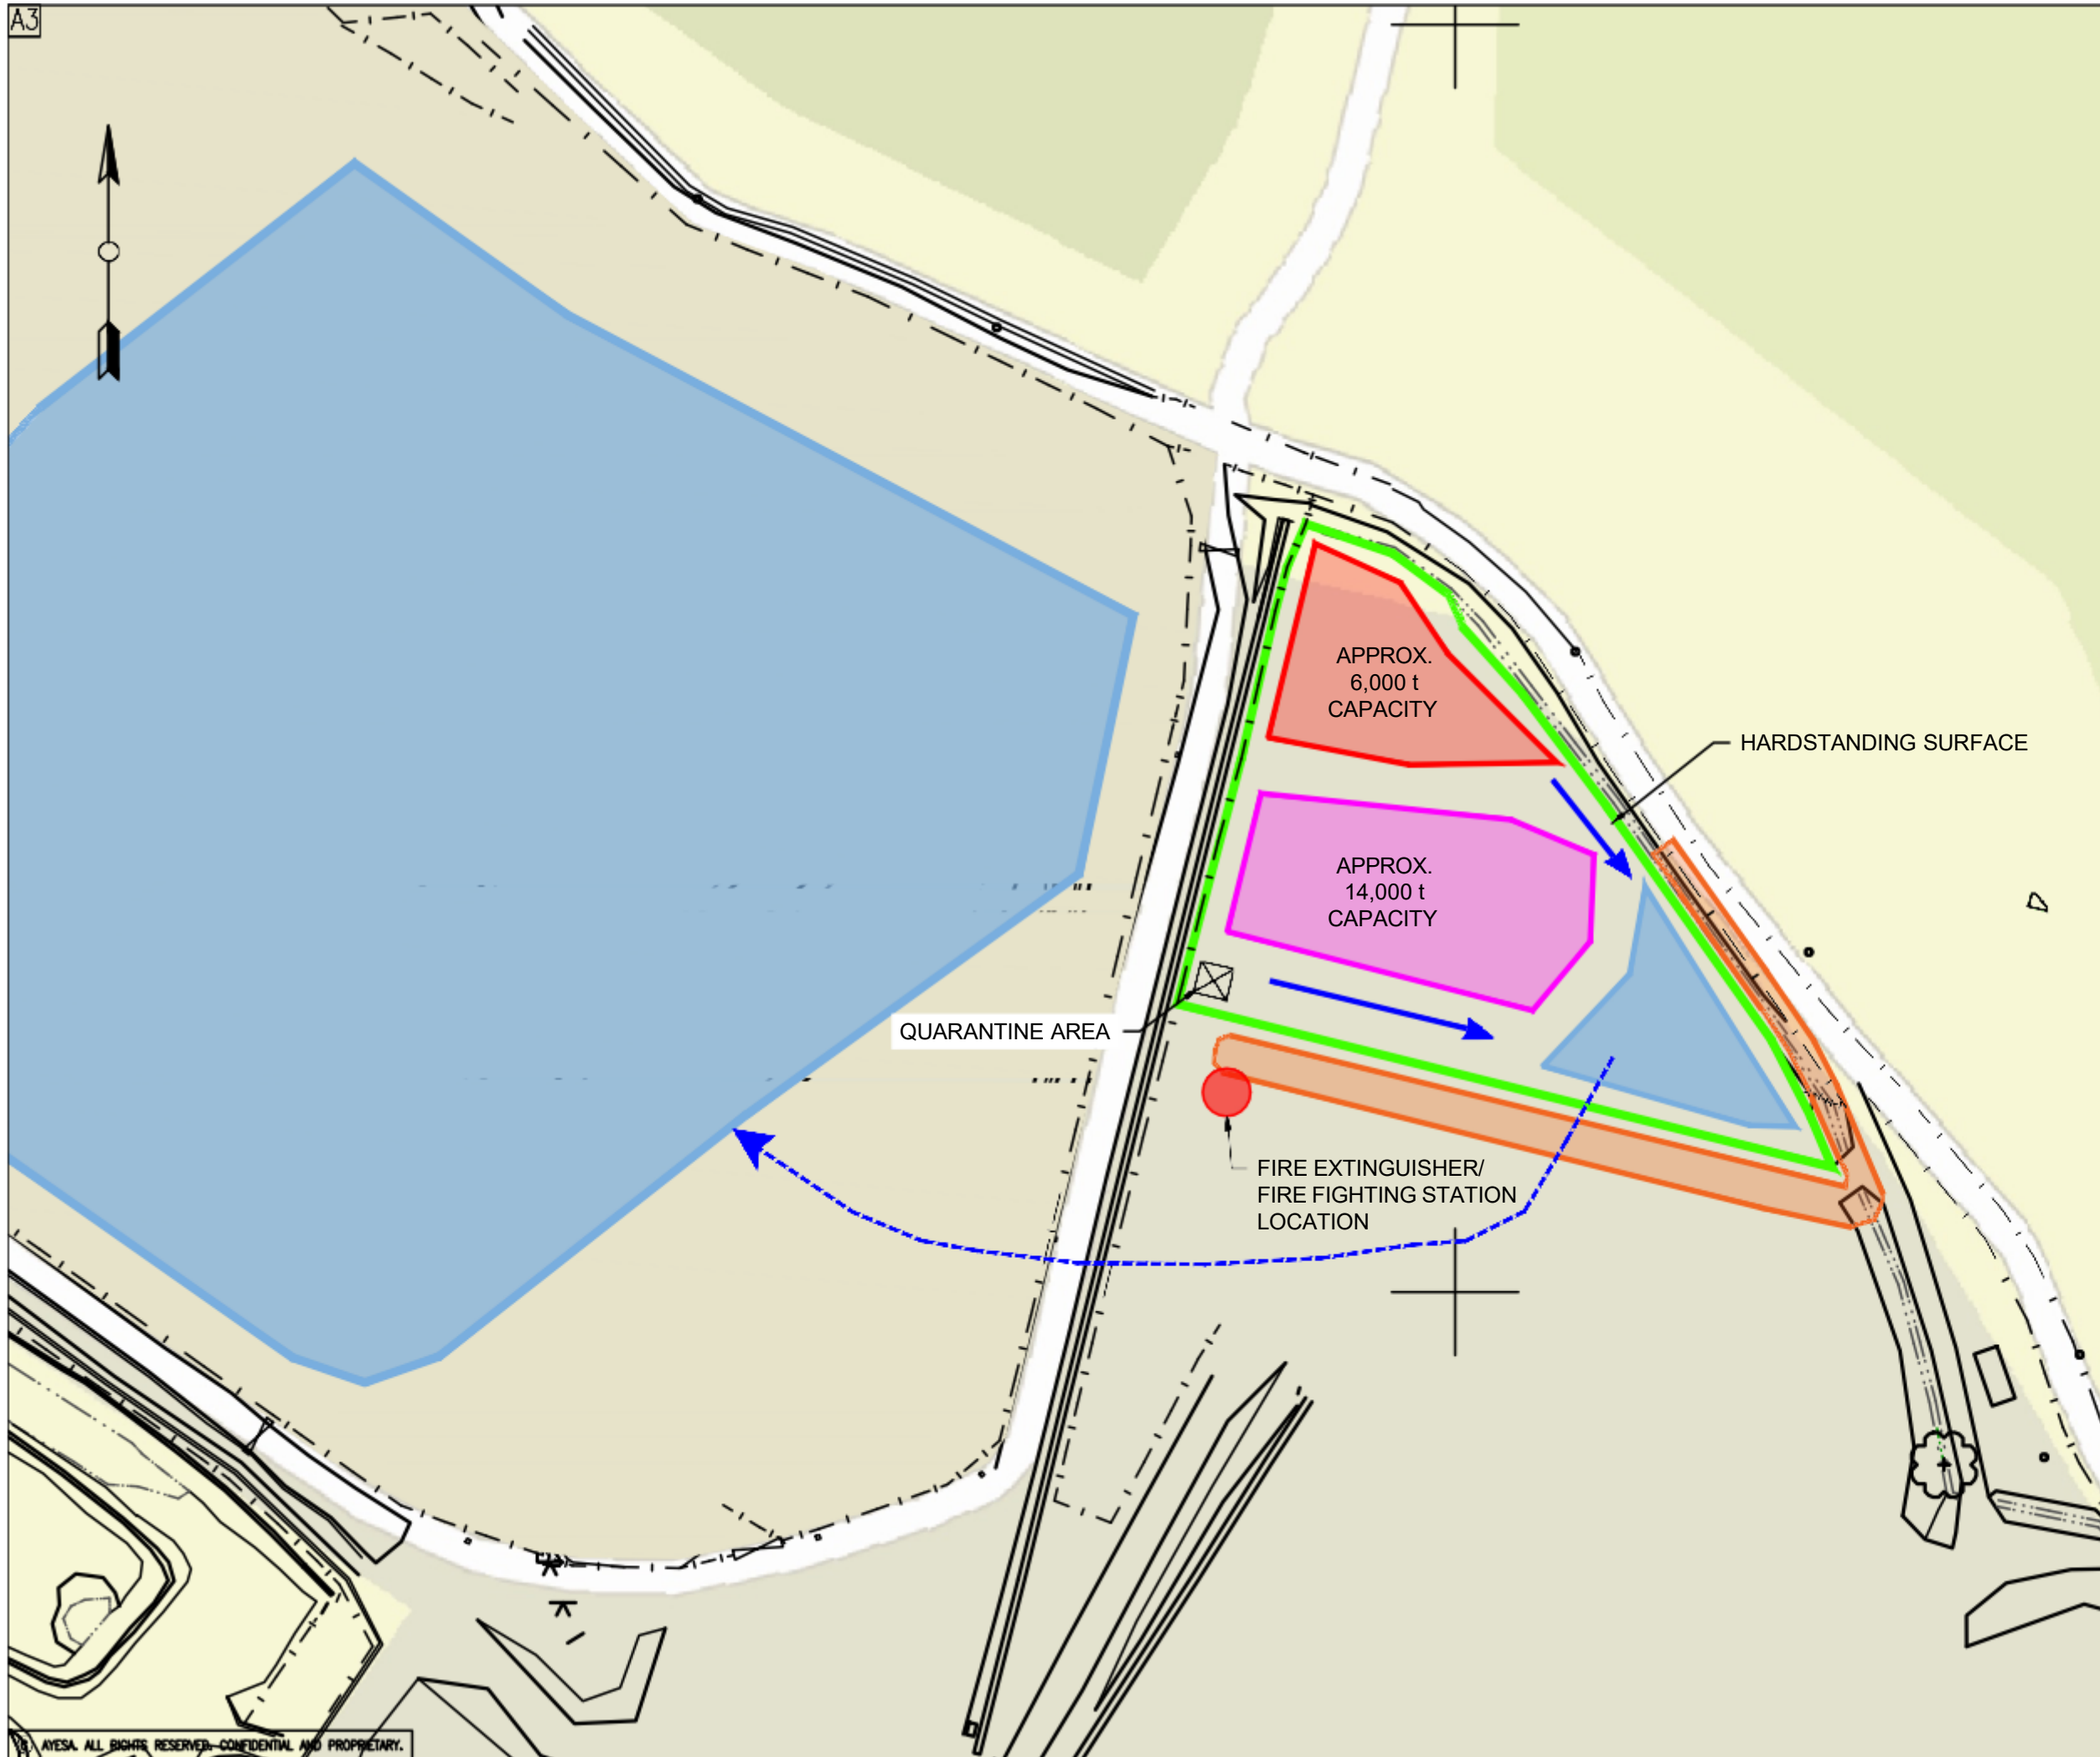 A3
APPROX.
6,000 t
CAPACITY
HARDSTANDING SURFACE
APPROX.
14,000 t
CAPACITY
QUARANTINE AREA
FIRE EXTINGUISHER/
FIRE FIGHTING STATION
LOCATION
AYESA. ALL RIGHTS RESERVED. CONFIDENTIAL AND PROPRIETARY.